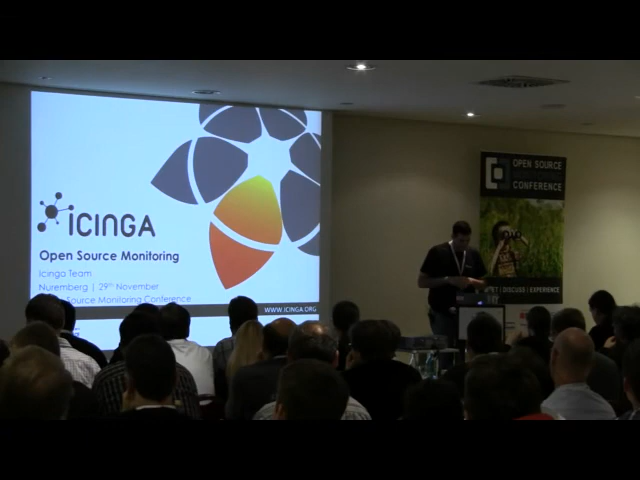 ICINGA
Open Source Monitoring
Icinga Team
Nuremberg | 29th November
Source Monitoring Conference
WWW.ICINGA.ORG
OPEN SOURCE
CONFERENCE
| DISCUSS | EXPERIENCE